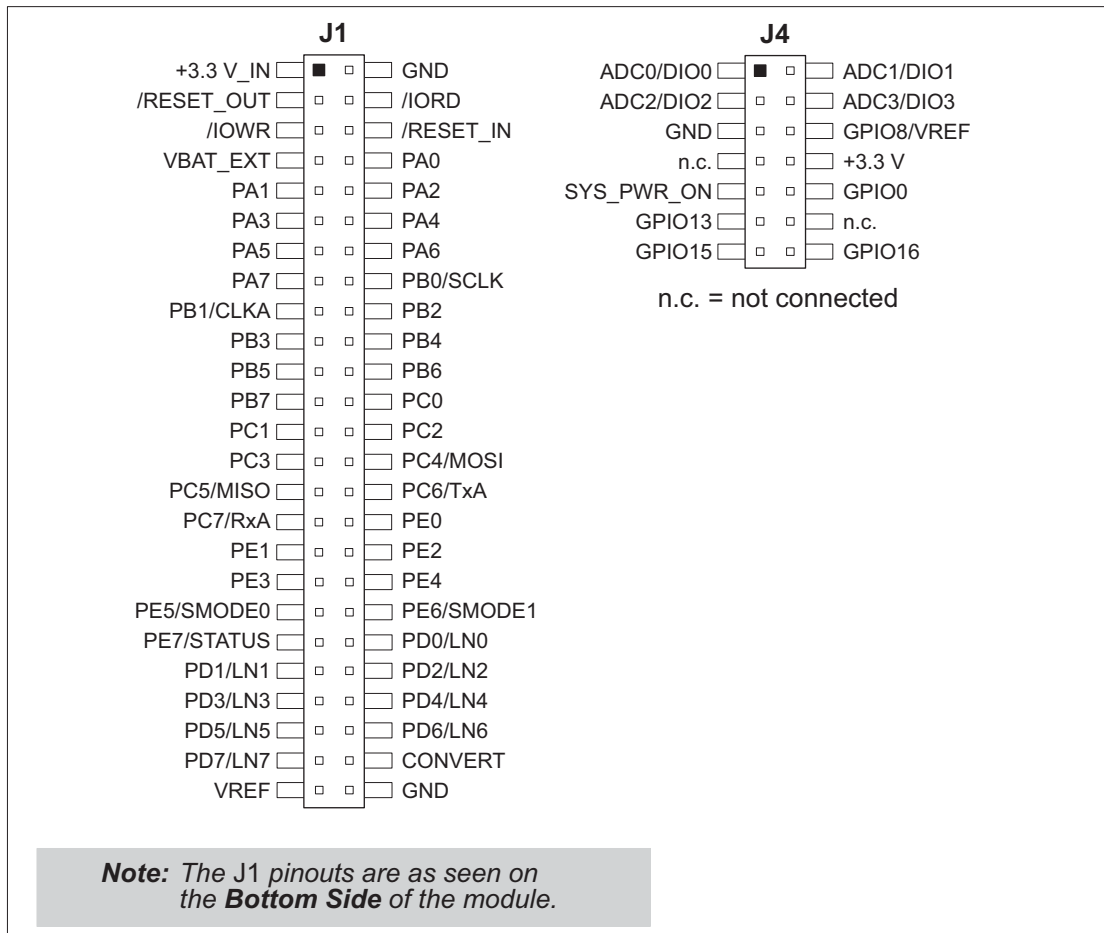 J1
+3.3 V_IN GND
/RESET_OUT /IORD
/IOWR /RESET_IN
VBAT_EXT PA0
PA1 PA2
PA3 PA4
PA5 PA6
PA7 PB0/SCLK
PB1/CLKA PB2
PB3 PB4
PB5 PB6
PB7 PC0
PC1 PC2
PC3 PC4/MOSI
PC5/MISO PC6/TxA
PC7/RxA PE0
PE1 PE2
PE3 PE4
PE5/SMODE0 PE6/SMODE1
PE7/STATUS PD0/LN0
PD1/LN1 PD2/LN2
PD3/LN3 PD4/LN4
PD5/LN5 PD6/LN6
PD7/LN7 CONVERT
VREF GND
J4
ADC0/DIO0 ADC1/DIO1
ADC2/DIO2 ADC3/DIO3
GND GPIO8/VREF
n.c. +3.3 V
SYS_PWR_ON GPIO0
GPIO13 n.c.
GPIO15 GPIO16
n.c. = not connected
Note: The J1 pinouts are as seen on
the Bottom Side of the module.